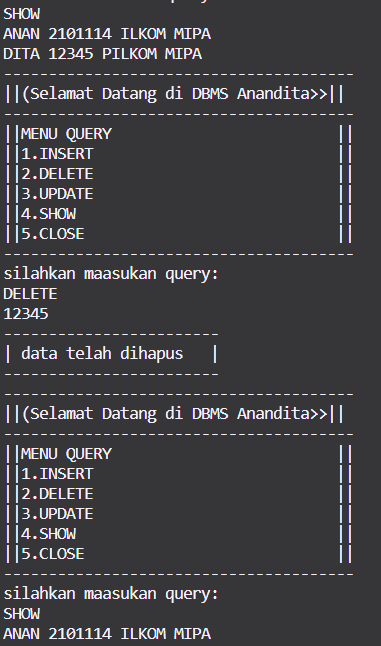 SHOW
ANAN 2101114 ILKOM MIPA
DITA 12345 PILKOM MIPA
---------------------------------------
||(Selamat Datang di DBMS Anandita>>||
---------------------------------------
||MENU QUERY                         ||
||1.INSERT                           ||
||2.DELETE                           ||
||3.UPDATE                           ||
||4.SHOW                             ||
||5.CLOSE                            ||
---------------------------------------
silahkan maasukan query:
DELETE
12345
------------------------
| data telah dihapus   |
------------------------
---------------------------------------
||(Selamat Datang di DBMS Anandita>>||
---------------------------------------
||MENU QUERY                         ||
||1.INSERT                           ||
||2.DELETE                           ||
||3.UPDATE                           ||
||4.SHOW                             ||
||5.CLOSE                            ||
---------------------------------------
silahkan maasukan query:
SHOW
ANAN 2101114 ILKOM MIPA